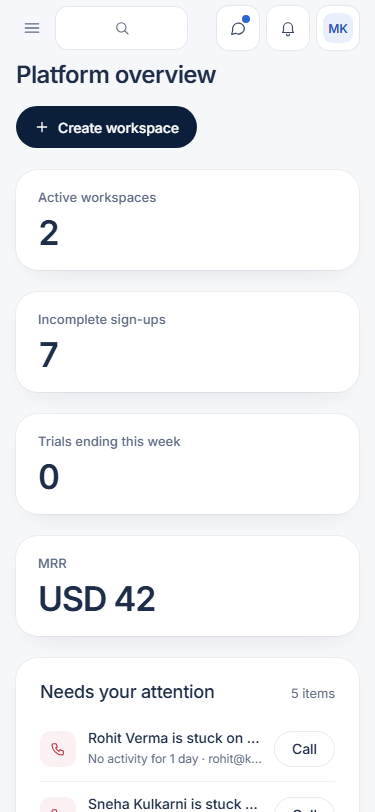 MK
Platform overview
Create workspace
Active workspaces
2
Incomplete sign-ups
7
Trials ending this week
0
MRR
USD 42
Needs your attention
5 items
Rohit Verma is stuck on ...
No activity for 1 day · rohit@k...
Call
Sneha Kulkarni is stuck ...
Call